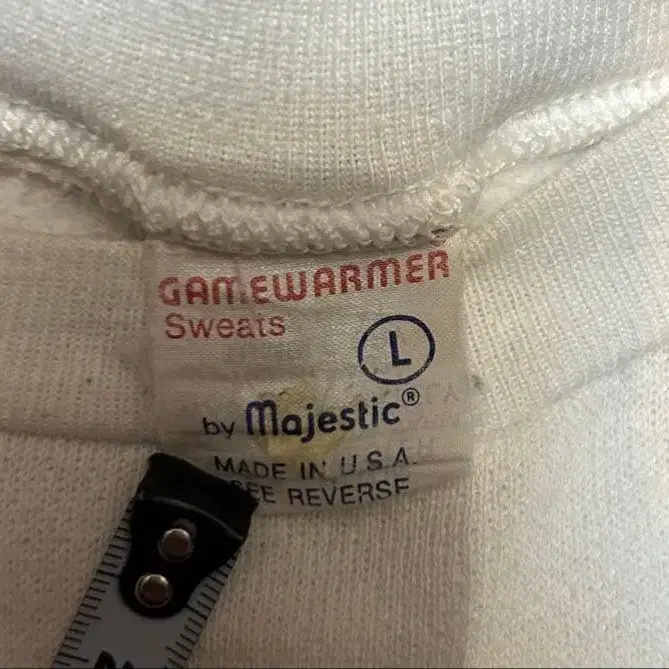 GAMEWARMER
Sweats
L
by Majestic®
MADE IN U.S.A.
SEE REVERSE